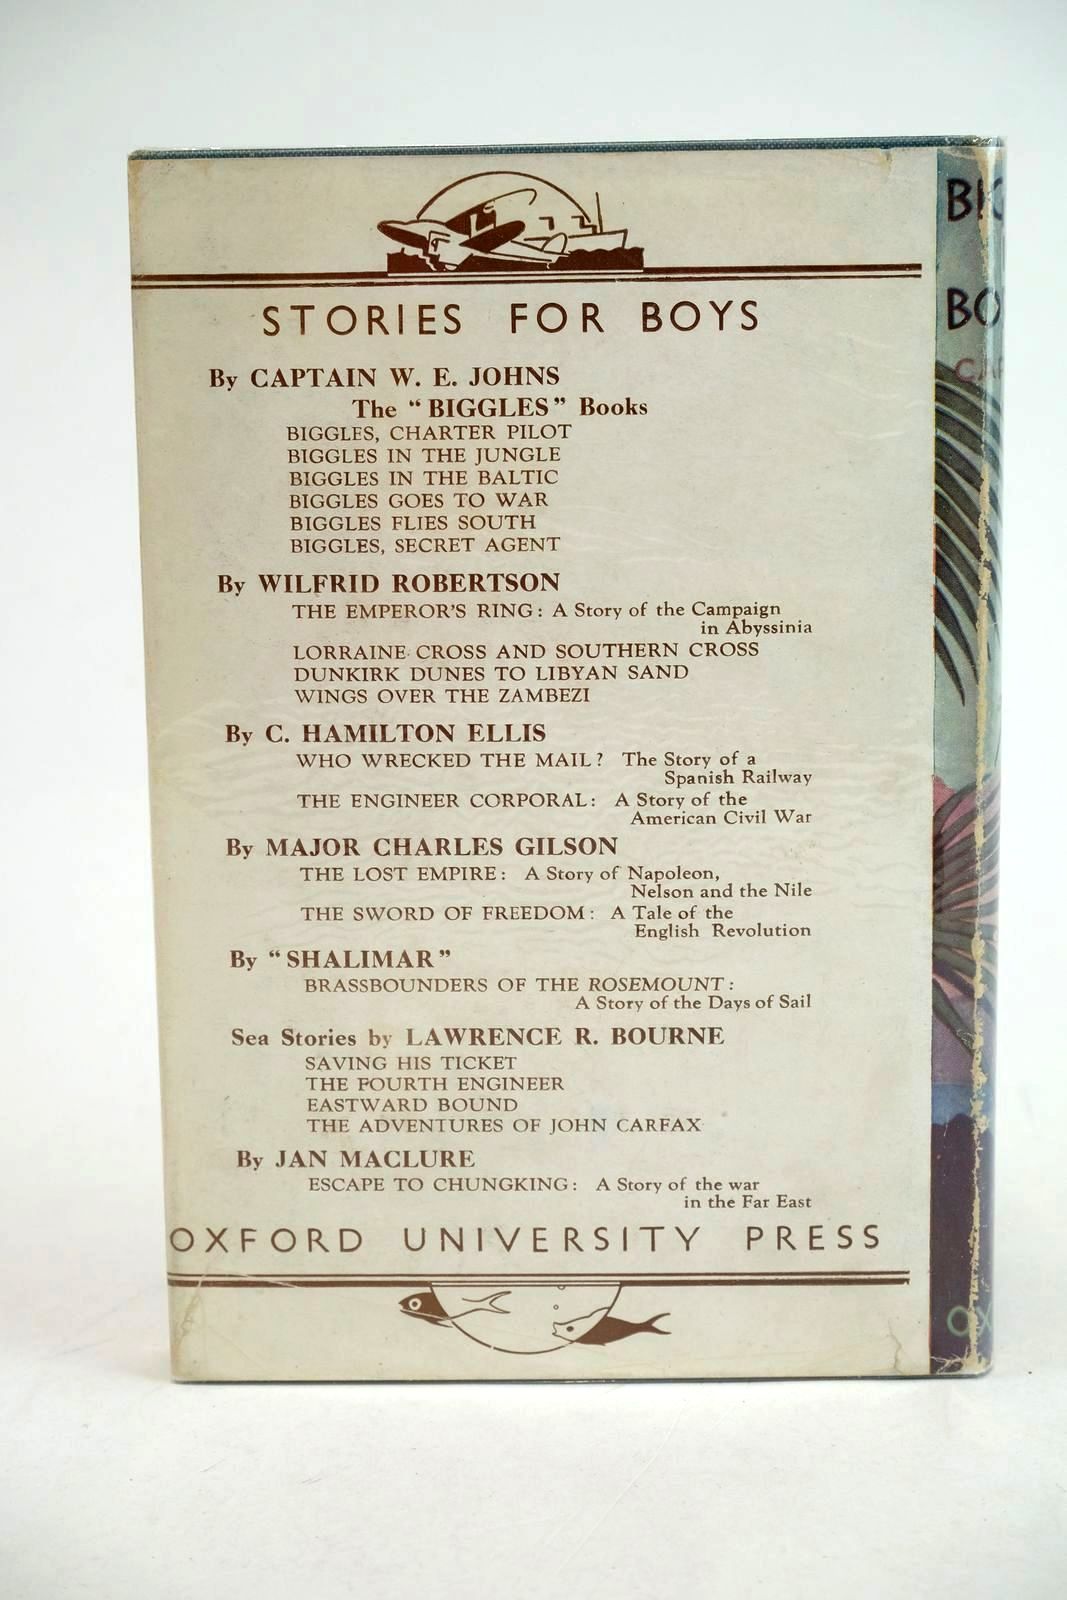 STORIES FOR BOYS
By CAPTAIN W. E. JOHNS
The "BIGGLES" Books
BIGGLES, CHARTER PILOT
BIGGLES IN THE JUNGLE
BIGGLES IN THE BALTIC
BIGGLES GOES TO WAR
BIGGLES FLIES SOUTH
BIGGLES, SECRET AGENT
By WILFRID ROBERTSON
THE EMPEROR'S RING: A Story of the Campaign
in Abyssinia
LORRAINE CROSS AND SOUTHERN CROSS
DUNKIRK DUNES TO LIBYAN SAND
WINGS OVER THE ZAMBEZI
By C. HAMILTON ELLIS
WHO WRECKED THE MAIL? The Story of a
Spanish Railway
THE ENGINEER CORPORAL: A Story of the
American Civil War
By MAJOR CHARLES GILSON
THE LOST EMPIRE: A Story of Napoleon,
Nelson and the Nile
THE SWORD OF FREEDOM: A Tale of the
English Revolution
By "SHALIMAR"
BRASSBOUNDERS OF THE ROSEMOUNT:
A Story of the Days of Sail
Sea Stories by LAWRENCE R. BOURNE
SAVING HIS TICKET
THE FOURTH ENGINEER
EASTWARD BOUND
THE ADVENTURES OF JOHN CARFAX
By JAN MACLURE
ESCAPE TO CHUNGKING: A Story of the war
in the Far East
OXFORD UNIVERSITY PRESS